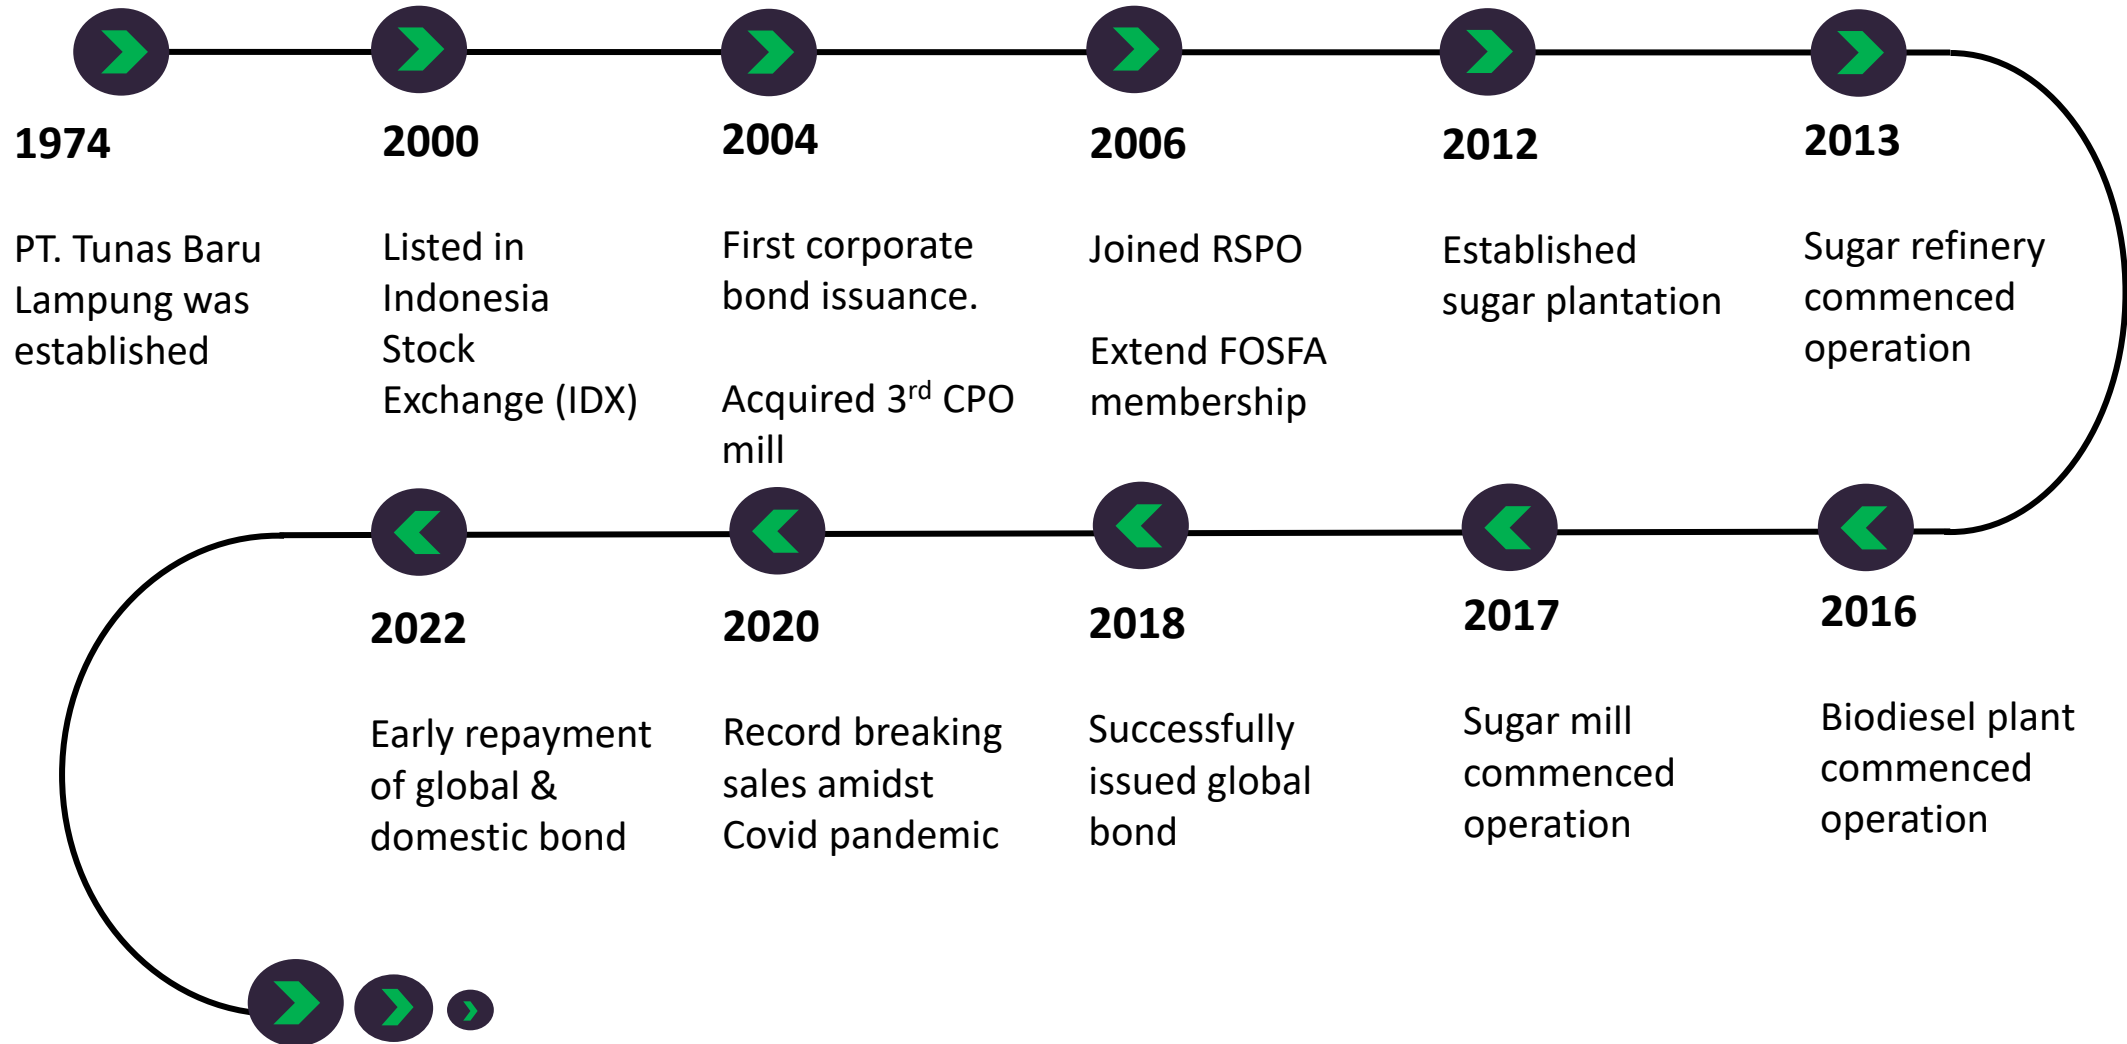 1974
PT. Tunas Baru
Lampung was
established
2000
Listed in
Indonesia
Stock
Exchange (IDX)
2004
First corporate
bond issuance.
Acquired 3rd CPO
mill
2006
Joined RSPO
Extend FOSFA
membership
2012
Established
sugar plantation
2013
Sugar refinery
commenced
operation
2016
Biodiesel plant
commenced
operation
2017
Sugar mill
commenced
operation
2018
Successfully
issued global
bond
2020
Record breaking
sales amidst
Covid pandemic
2022
Early repayment
of global &
domestic bond